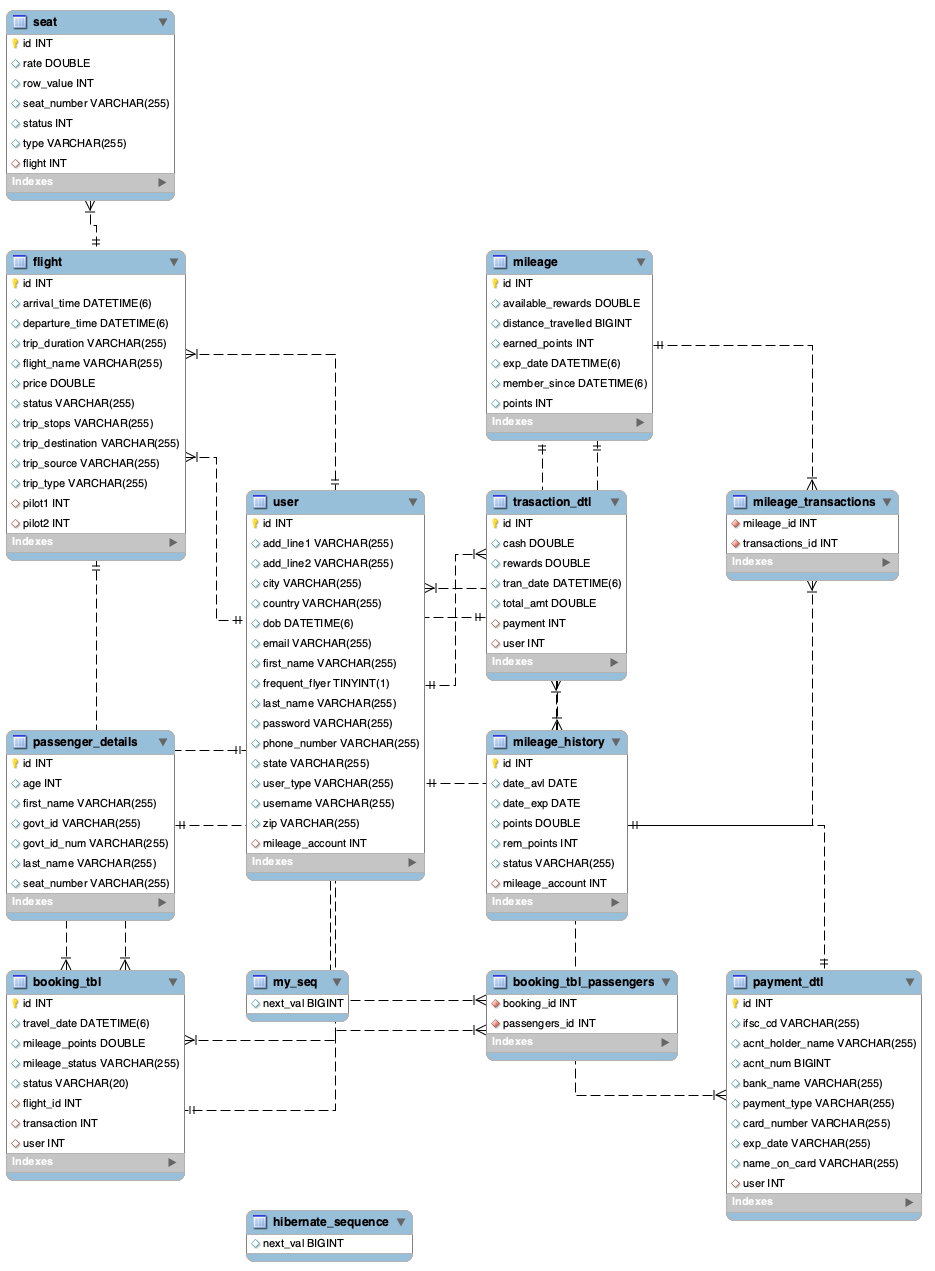 seat
id INT
rate DOUBLE
row_value INT
seat_number VARCHAR(255)
status INT
type VARCHAR(255)
flight INT
Indexes
flight
id INT
arrival_time DATETIME(6)
departure_time DATETIME(6)
trip_duration VARCHAR(255)
flight_name VARCHAR(255)
price DOUBLE
status VARCHAR(255)
trip_stops VARCHAR(255)
trip_destination VARCHAR(255)
trip_source VARCHAR(255)
trip_type VARCHAR(255)
pilot1 INT
pilot2 INT
Indexes
mileage
id INT
available_rewards DOUBLE
distance_travelled BIGINT
earned_points INT
exp_date DATETIME(6)
member_since DATETIME(6)
points INT
Indexes
user
id INT
add_line1 VARCHAR(255)
add_line2 VARCHAR(255)
city VARCHAR(255)
country VARCHAR(255)
dob DATETIME(6)
email VARCHAR(255)
first_name VARCHAR(255)
frequent_flyer TINYINT(1)
last_name VARCHAR(255)
password VARCHAR(255)
phone_number VARCHAR(255)
state VARCHAR(255)
user_type VARCHAR(255)
username VARCHAR(255)
zip VARCHAR(255)
mileage_account INT
Indexes
trasaction_dtl
id INT
cash DOUBLE
rewards DOUBLE
tran_date DATETIME(6)
total_amt DOUBLE
payment INT
user INT
Indexes
mileage_transactions
mileage_id INT
transactions_id INT
Indexes
passenger_details
id INT
age INT
first_name VARCHAR(255)
govt_id VARCHAR(255)
govt_id_num VARCHAR(255)
last_name VARCHAR(255)
seat_number VARCHAR(255)
Indexes
mileage_history
id INT
date_avl DATE
date_exp DATE
points DOUBLE
rem_points INT
status VARCHAR(255)
mileage_account INT
Indexes
booking_tbl
id INT
travel_date DATETIME(6)
mileage_points DOUBLE
mileage_status VARCHAR(255)
status VARCHAR(20)
flight_id INT
transaction INT
user INT
Indexes
my_seq
next_val BIGINT
booking_tbl_passengers
booking_id INT
passengers_id INT
Indexes
payment_dtl
id INT
ifsc_cd VARCHAR(255)
acnt_holder_name VARCHAR(255)
acnt_num BIGINT
bank_name VARCHAR(255)
payment_type VARCHAR(255)
card_number VARCHAR(255)
exp_date VARCHAR(255)
name_on_card VARCHAR(255)
user INT
Indexes
hibernate_sequence
next_val BIGINT